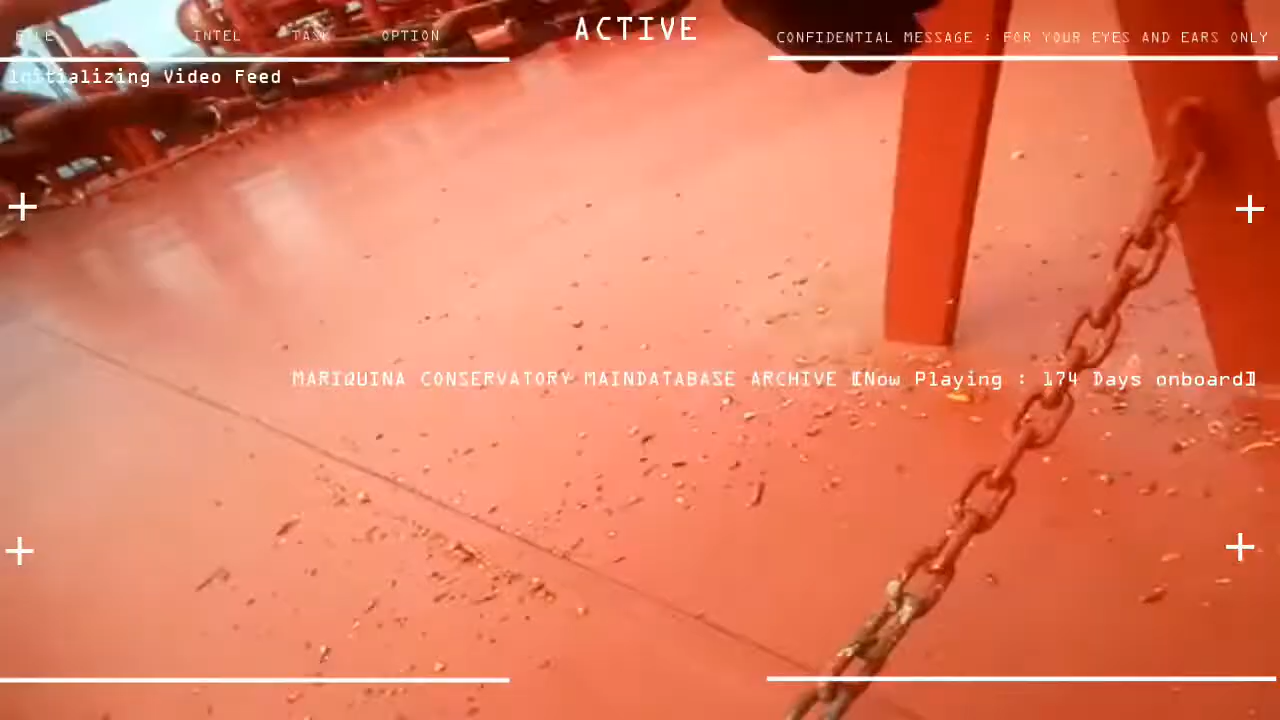 FILE INTEL TASK OPTION
ACTIVE
CONFIDENTIAL MESSAGE : FOR YOUR EYES AND EARS ONLY
Initializing Video Feed
MARIQUINA CONSERVATORY MAINDATABASE ARCHIVE [Now Playing : 174 Days onboard]